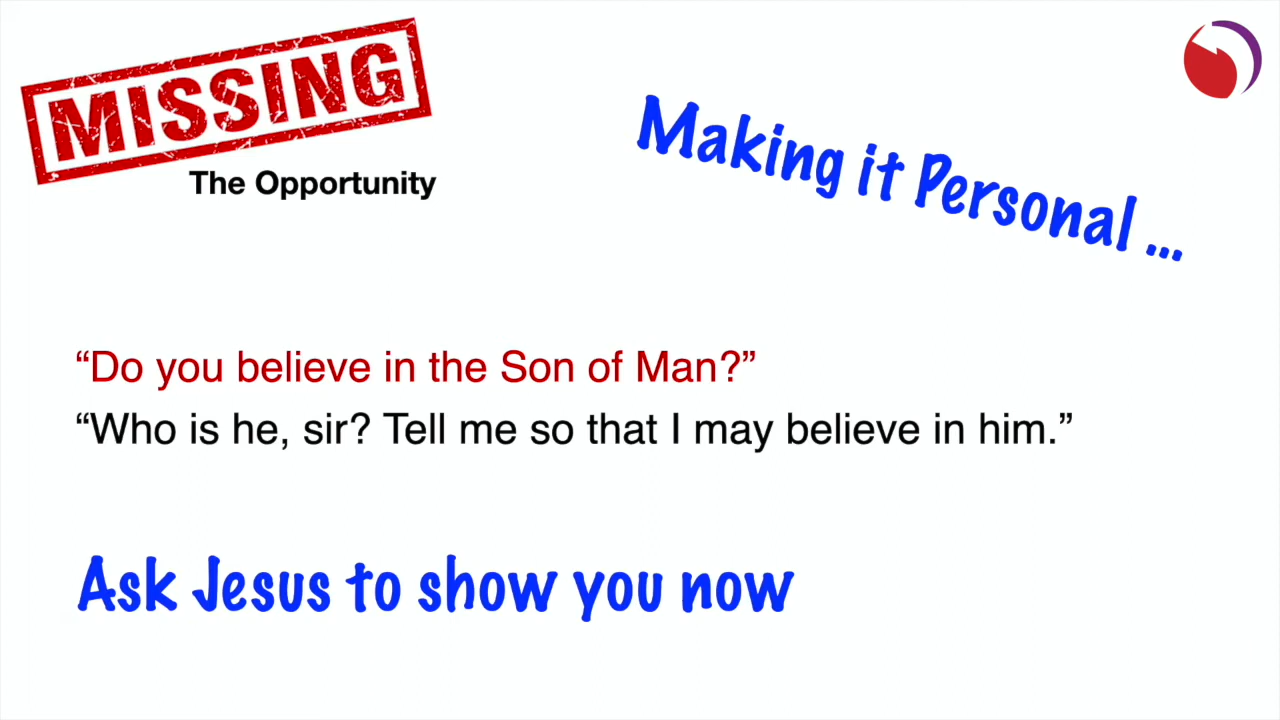 MISSING
The Opportunity
Making it Personal ...
“Do you believe in the Son of Man?”
“Who is he, sir? Tell me so that I may believe in him.”
Ask Jesus to show you now